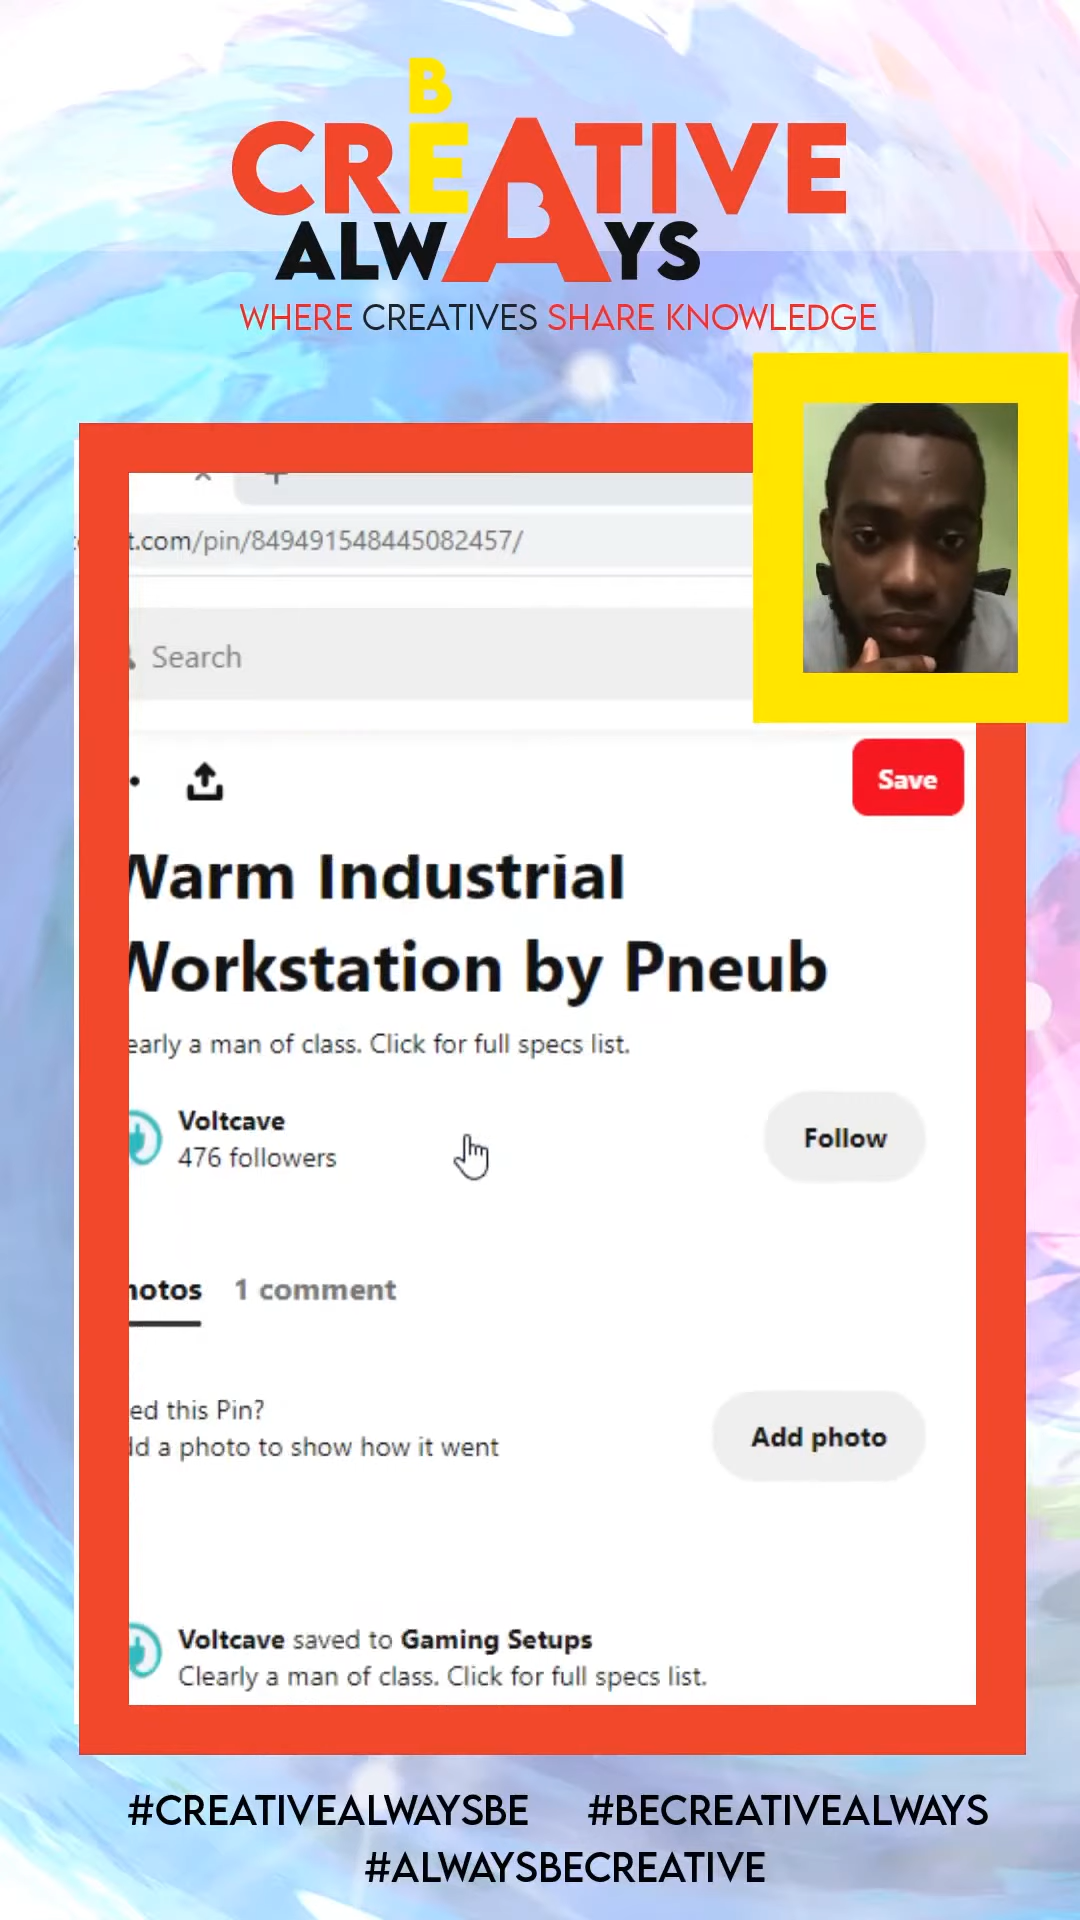 BE
CREATIVE
ALWAYS
WHERE CREATIVES SHARE KNOWLEDGE
t.com/pin/849491548445082457/
Search
Save
Warm Industrial
Workstation by Pneub
early a man of class. Click for full specs list.
Voltcave
476 followers
Follow
hotos 1 comment
ed this Pin?
dd a photo to show how it went
Add photo
Voltcave saved to Gaming Setups
Clearly a man of class. Click for full specs list.
#CREATIVEALWAYSBE #BECREATIVEALWAYS
#ALWAYSBECREATIVE